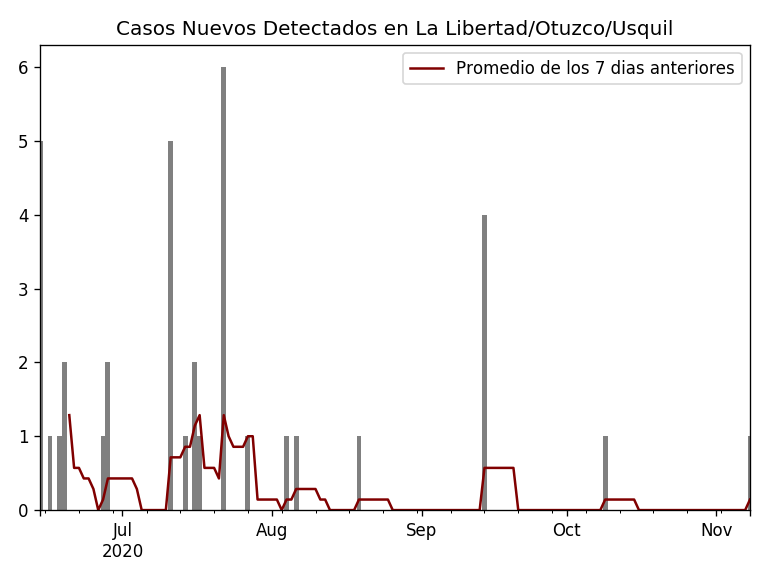 Casos Nuevos Detectados en La Libertad/Otuzco/Usquil
Promedio de los 7 dias anteriores
6
5
4
3
2
1
0
Jul
2020
Aug
Sep
Oct
Nov